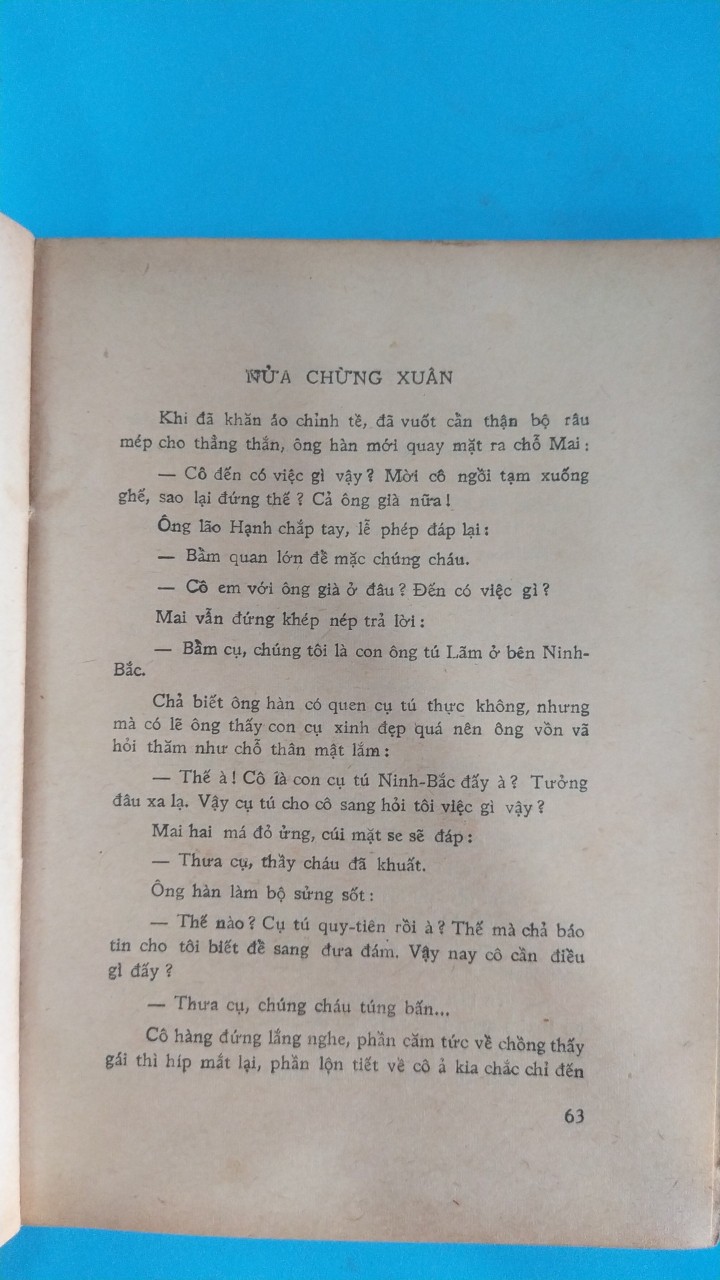 NỬA CHỪNG XUÂN
Khi đã khăn áo chỉnh tề, đã vuốt cẩn thận bộ râu
mép cho thẳng thắn, ông hàn mới quay mặt ra chỗ Mai :
— Cô đến có việc gì vậy ? Mời cô ngồi tạm xuống
ghế, sao lại đứng thế ? Cả ông già nữa !
Ông lão Hạnh chắp tay, lễ phép đáp lại :
— Bẩm quan lớn để mặc chúng cháu.
— Cô em với ông già ở đâu ? Đến có việc gì ?
Mai vẫn đứng khép nép trả lời :
— Bẩm cụ, chúng tôi là con ông tú Lãm ở bên Ninh-
Bắc.
Chả biết ông hàn có quen cụ tú thực không, nhưng
mà có lẽ ông thấy con cụ xinh đẹp quá nên ông vồn vã
hỏi thăm như chỗ thân mật lắm :
— Thế à ! Cô là con cụ tú Ninh-Bắc đấy à ? Tưởng
đâu xa lạ. Vậy cụ tú cho cô sang hỏi tôi việc gì vậy ?
Mai hai má đỏ ửng, cúi mặt se sẽ đáp :
— Thưa cụ, thầy cháu đã khuất.
Ông hàn làm bộ sửng sốt :
— Thế nào ? Cụ tú quy-tiên rồi à ? Thế mà chả báo
tin cho tôi biết để sang đưa đám. Vậy nay cô cần điều
gì đấy ?
— Thưa cụ, chúng cháu túng bấn...
Cô hàng đứng lắng nghe, phần căm tức về chồng thấy
gái thì híp mắt lại, phần lộn tiết về cô ả kia chắc chỉ đến
63